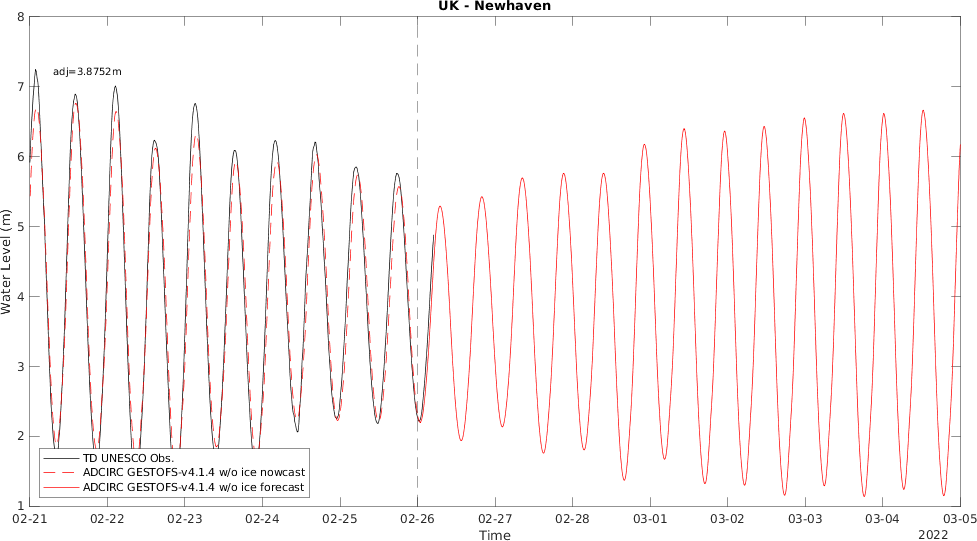 UK - Newhaven
adj=3.8752m
Water Level (m)
8
7
6
5
4
3
2
1
TD UNESCO Obs.
ADCIRC GESTOFS-v4.1.4 w/o ice nowcast
ADCIRC GESTOFS-v4.1.4 w/o ice forecast
02-21 02-22 02-23 02-24 02-25 02-26 02-27 02-28 03-01 03-02 03-03 03-04 03-05
Time
2022